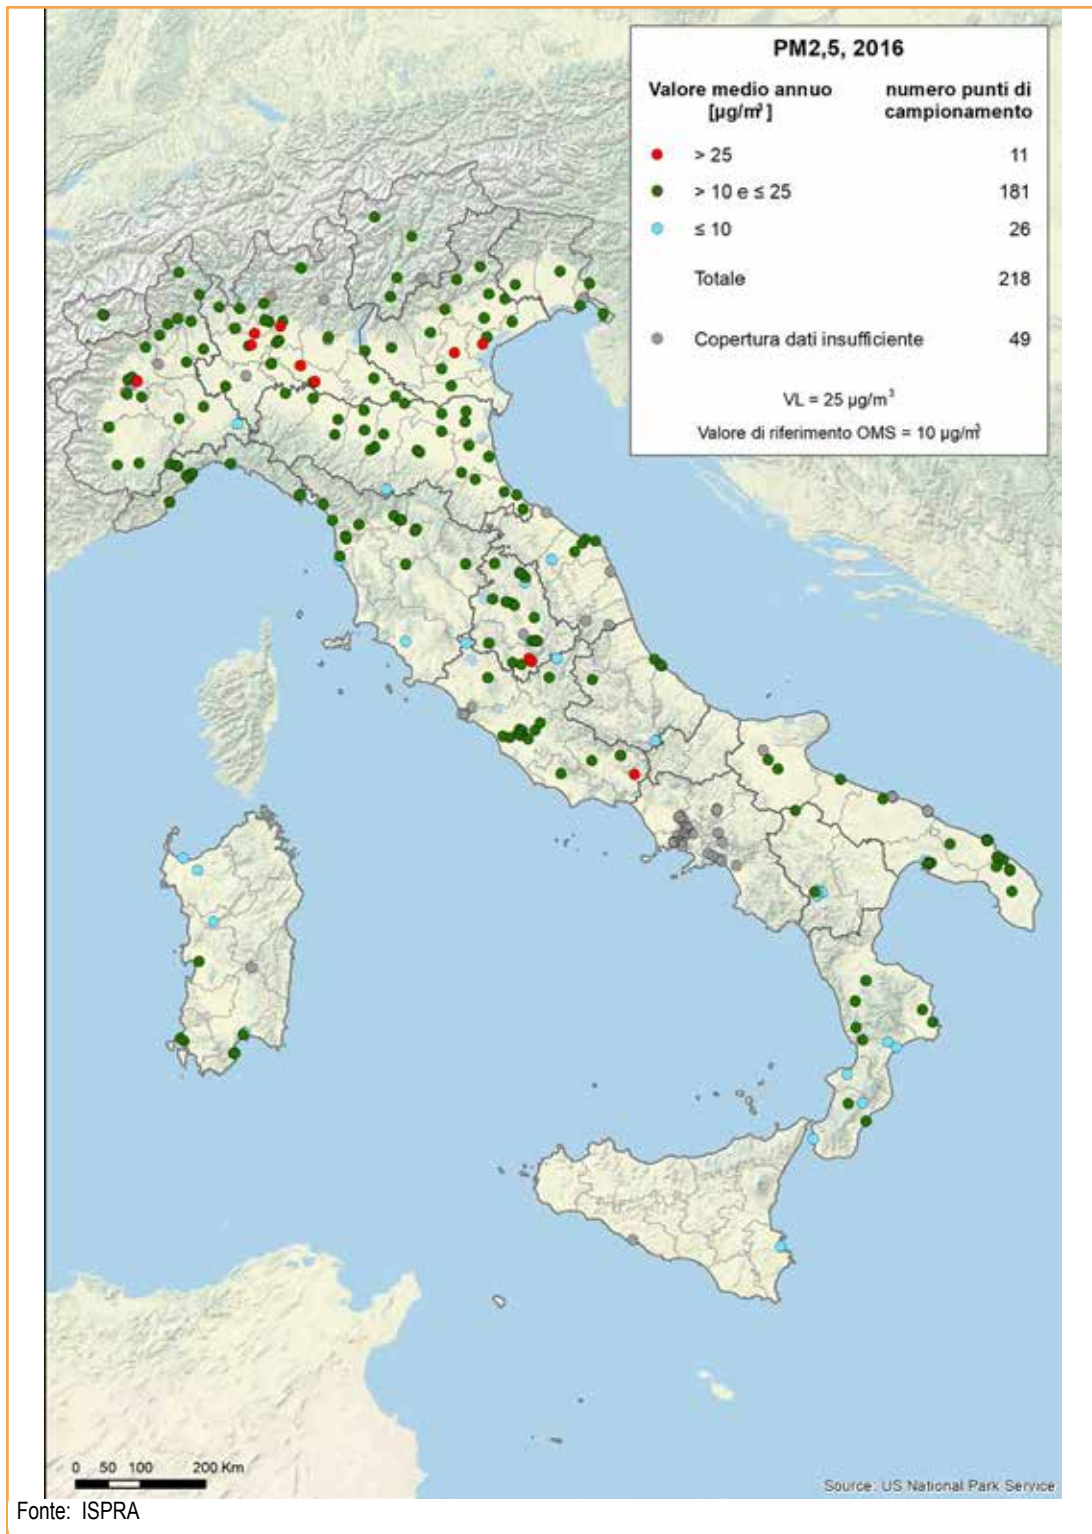 PM2,5, 2016
Valore medio annuo numero punti di
[µg/m³] campionamento
> 25 11
> 10 e ≤ 25 181
≤ 10 26
Totale 218
Copertura dati insufficiente 49
VL = 25 µg/m³
Valore di riferimento OMS = 10 µg/m³
0 50 100 200 Km
Source: US National Park Service
Fonte: ISPRA